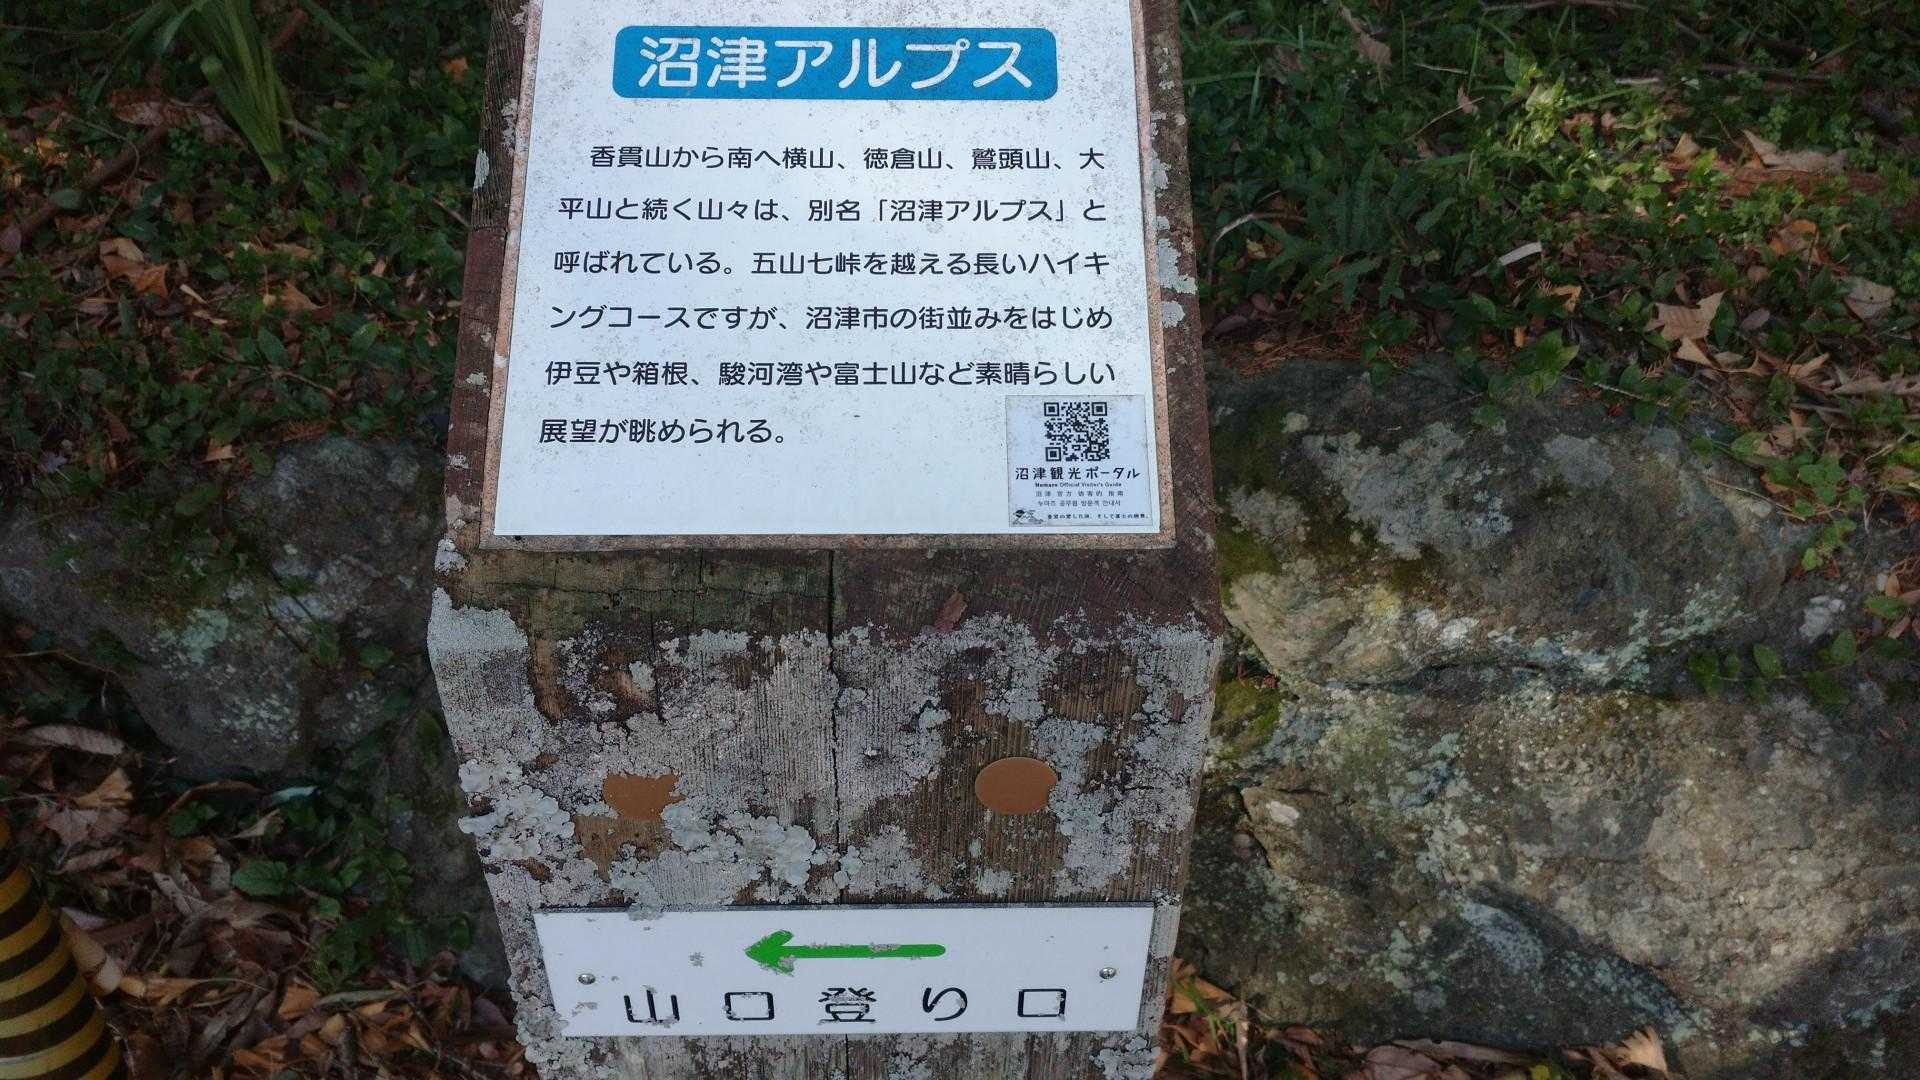 沼津アルプス
香貫山から南へ横山、徳倉山、鷲頭山、大
平山と続く山々は、別名「沼津アルプス」と
呼ばれている。五山七峠を越える長いハイキ
ングコースですが、沼津市の街並みをはじめ
伊豆や箱根、駿河湾や富士山など素晴らしい
展望が眺められる。
沼津観光ポータル
Numazu Official Visitor's Guide
山口登り口